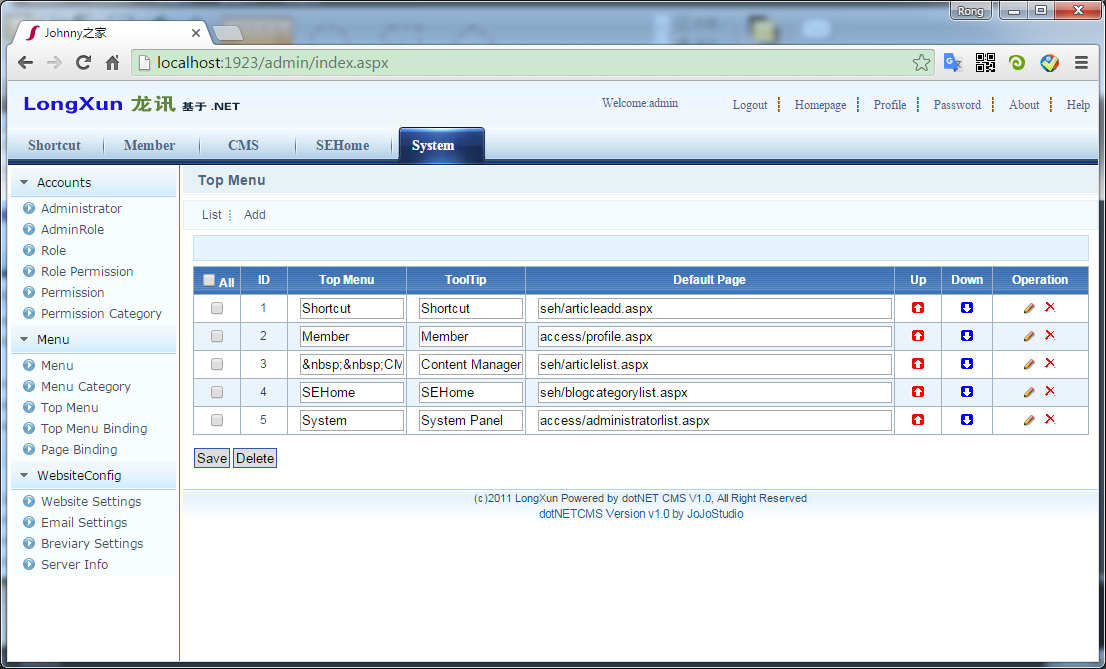 Rong
Johnny之家
localhost:1923/admin/index.aspx
LongXun 龙讯 基于 .NET
Welcome:admin Logout Homepage Profile Password About Help
Shortcut Member CMS SEHome System
Accounts
Administrator
AdminRole
Role
Role Permission
Permission
Permission Category
Menu
Menu
Menu Category
Top Menu
Top Menu Binding
Page Binding
WebsiteConfig
Website Settings
Email Settings
Breviary Settings
Server Info
Top Menu
List Add
All ID Top Menu ToolTip Default Page Up Down Operation
1 Shortcut Shortcut seh/articleadd.aspx
2 Member Member access/profile.aspx
3 &nbsp;&nbsp;CM Content Manager seh/articlelist.aspx
4 SEHome SEHome seh/blogcategorylist.aspx
5 System System Panel access/administratorlist.aspx
Save Delete
(c)2011 LongXun Powered by dotNET CMS V1.0, All Right Reserved
dotNETCMS Version v1.0 by JoJoStudio